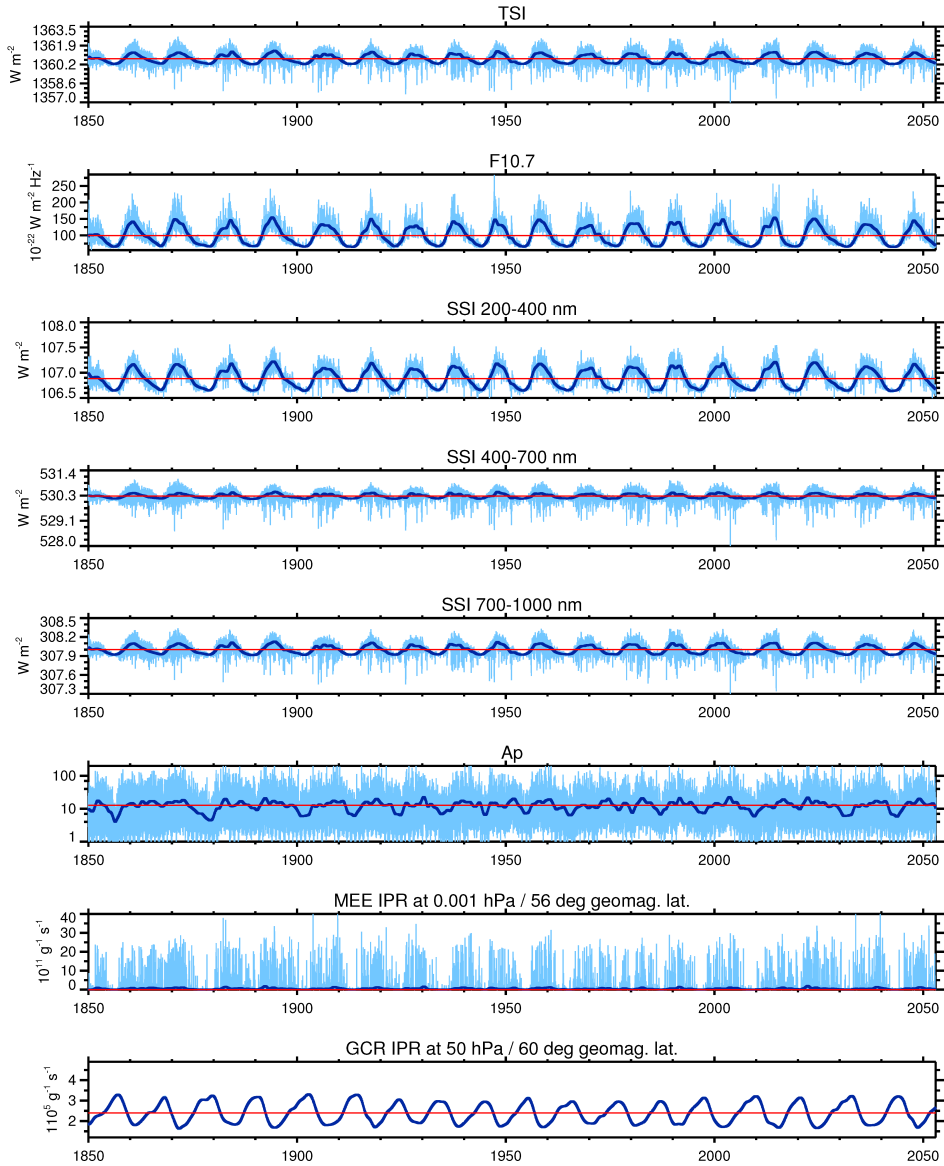 TSI
1363.5
1361.9
1360.2
1358.6
1357.0
W m-2
1850 1900 1950 2000 2050
F10.7
250
200
150
100
10-22 W m-2 Hz-1
1850 1900 1950 2000 2050
SSI 200-400 nm
108.0
107.5
107.0
106.5
W m-2
1850 1900 1950 2000 2050
SSI 400-700 nm
531.4
530.3
529.1
528.0
W m-2
1850 1900 1950 2000 2050
SSI 700-1000 nm
308.5
308.2
307.9
307.6
307.3
W m-2
1850 1900 1950 2000 2050
Ap
100
10
1
1850 1900 1950 2000 2050
MEE IPR at 0.001 hPa / 56 deg geomag. lat.
40
30
20
10
0
1011 g-1 s-1
1850 1900 1950 2000 2050
GCR IPR at 50 hPa / 60 deg geomag. lat.
4
3
2
1105 g-1 s-1
1850 1900 1950 2000 2050